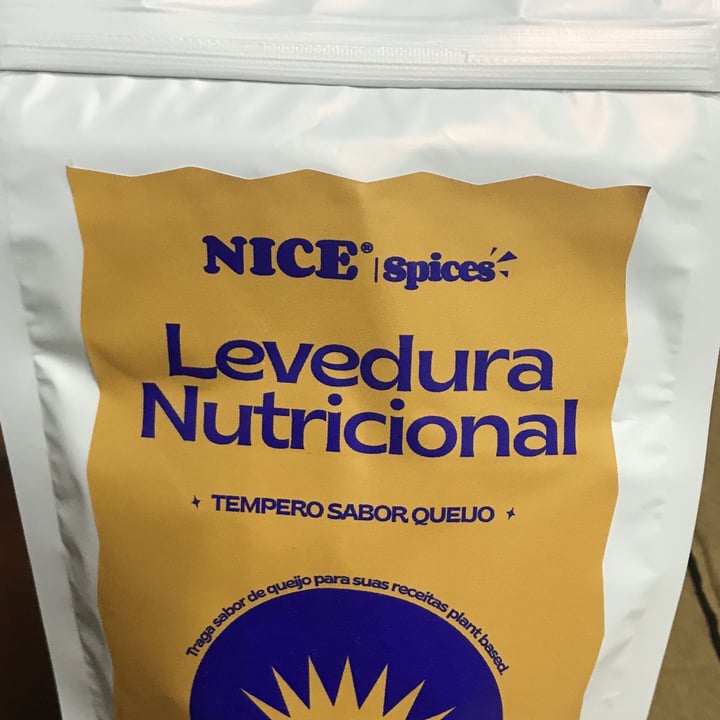 NICE® | Spices
Levedura
Nutricional
TEMPERO SABOR QUEIJO
Traga sabor de queijo para suas receitas plant based.